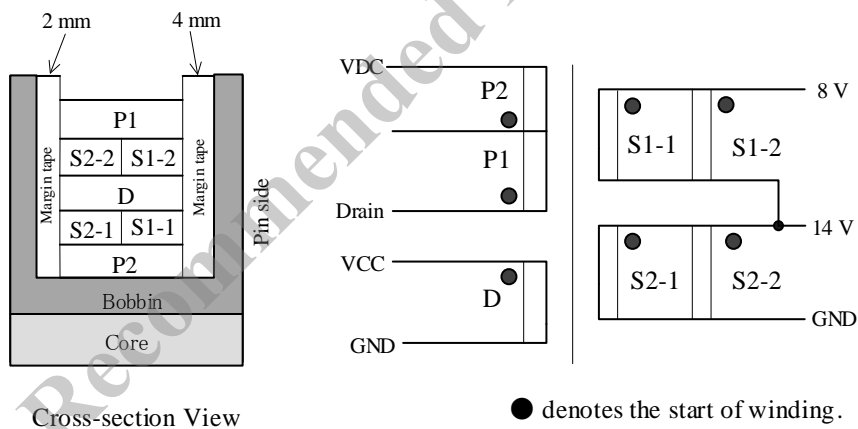 2 mm
4 mm
P1
S2-2
S1-2
D
S2-1
S1-1
P2
Margin tape
Margin tape
Pin side
Bobbin
Core
Cross-section View
VDC
P2
P1
Drain
VCC
D
GND
8 V
S1-1
S1-2
14 V
S2-1
S2-2
GND
denotes the start of winding.
Recommended